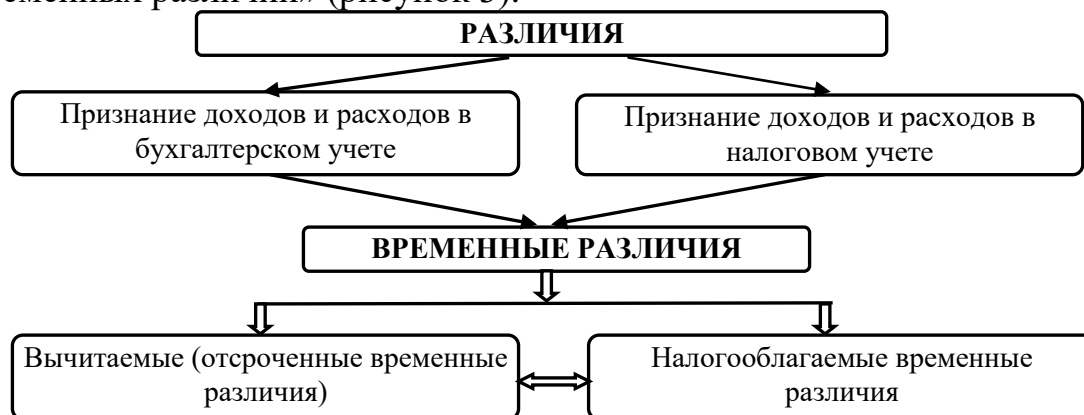 еменных различий» (рисунок 3).
РАЗЛИЧИЯ
Признание доходов и расходов в
бухгалтерском учете
Признание доходов и расходов в
налоговом учете
ВРЕМЕННЫЕ РАЗЛИЧИЯ
Вычитаемые (отсроченные временные
различия)
Налогооблагаемые временные
различия